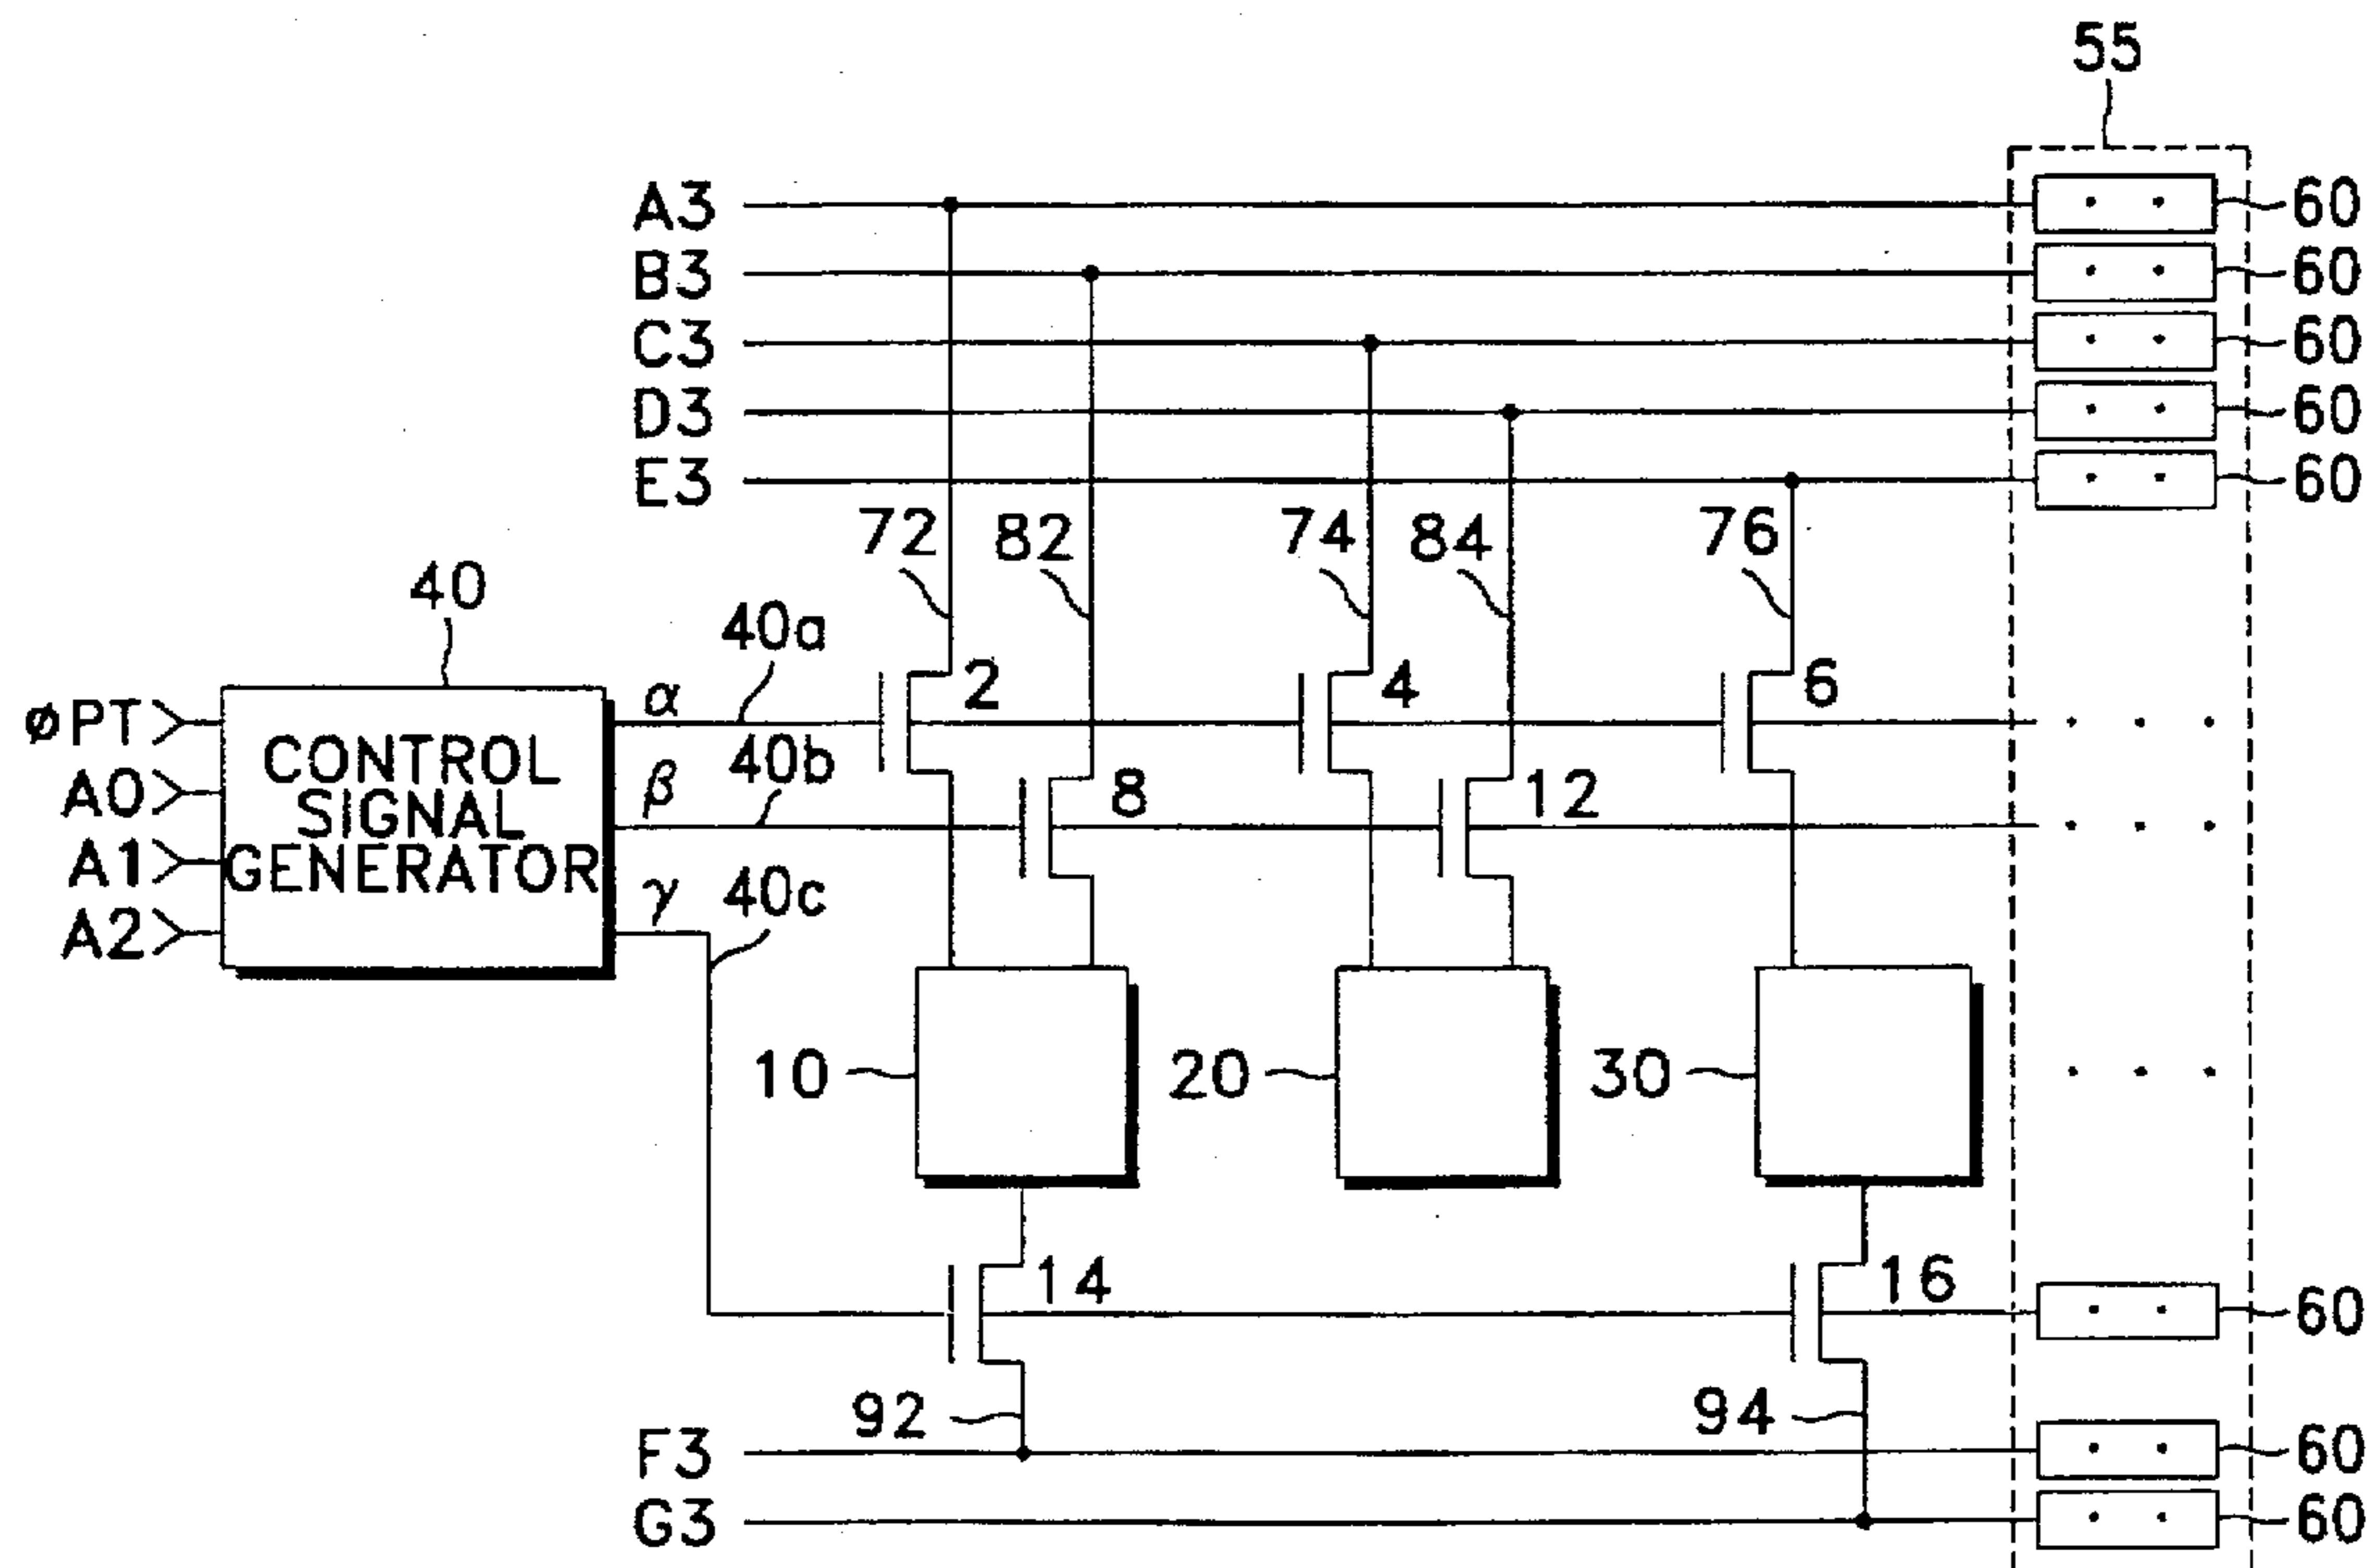 55
A3
60
B3
60
C3
60
D3
60
E3
60
72
82
74
84
76
40
40a
2
4
6
α
øPT
CONTROL
SIGNAL
GENERATOR
A0
A1
A2
β
40b
8
12
γ
40c
10
20
30
14
16
60
92
94
F3
60
G3
60